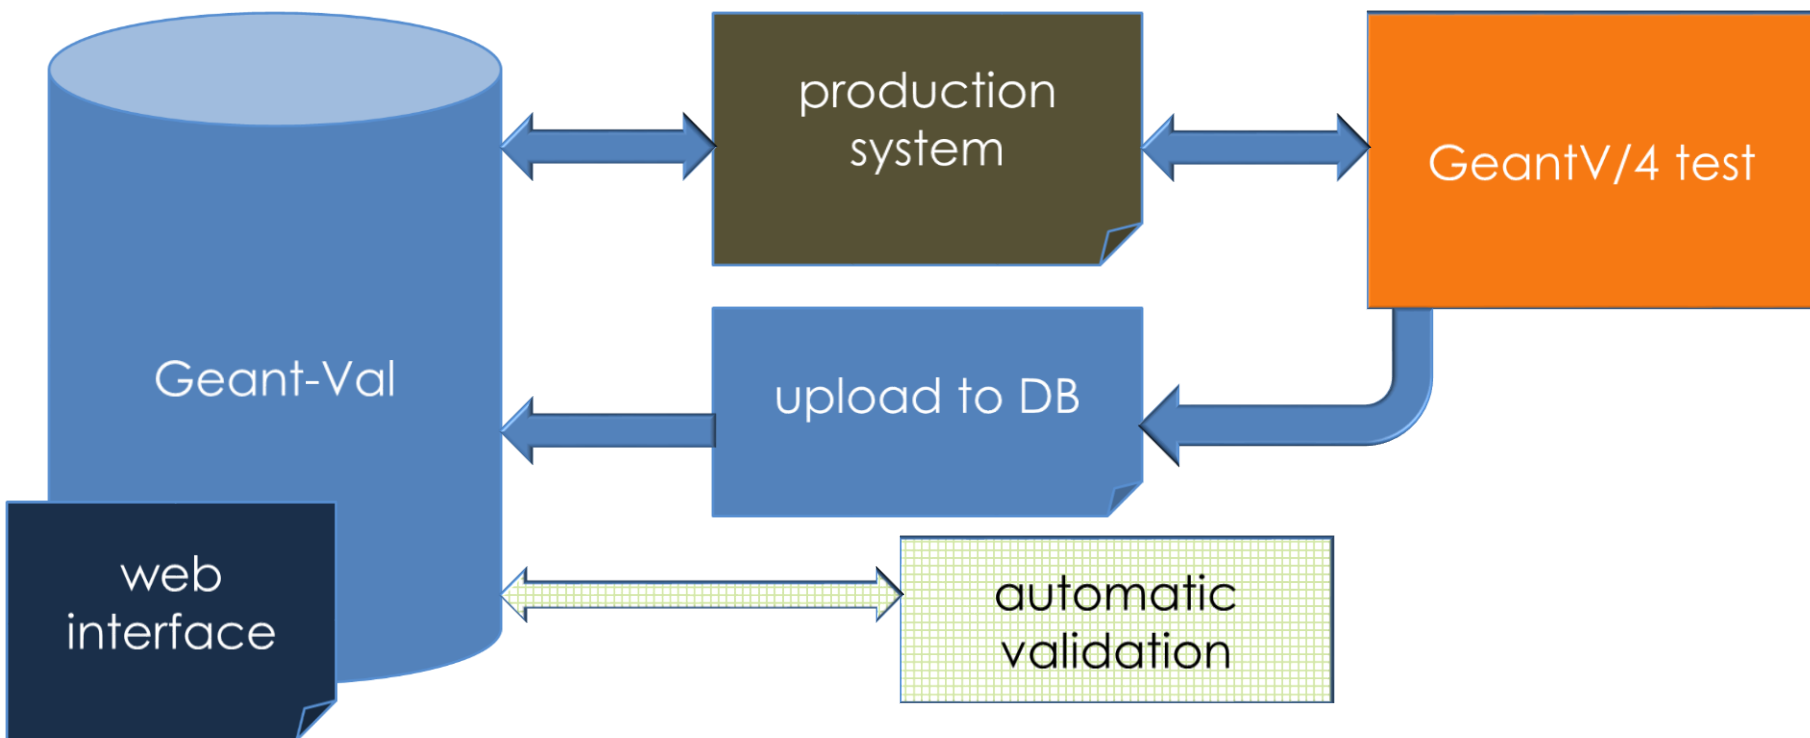 production
system
GeantV/4 test
Geant-Val
upload to DB
web
interface
automatic
validation